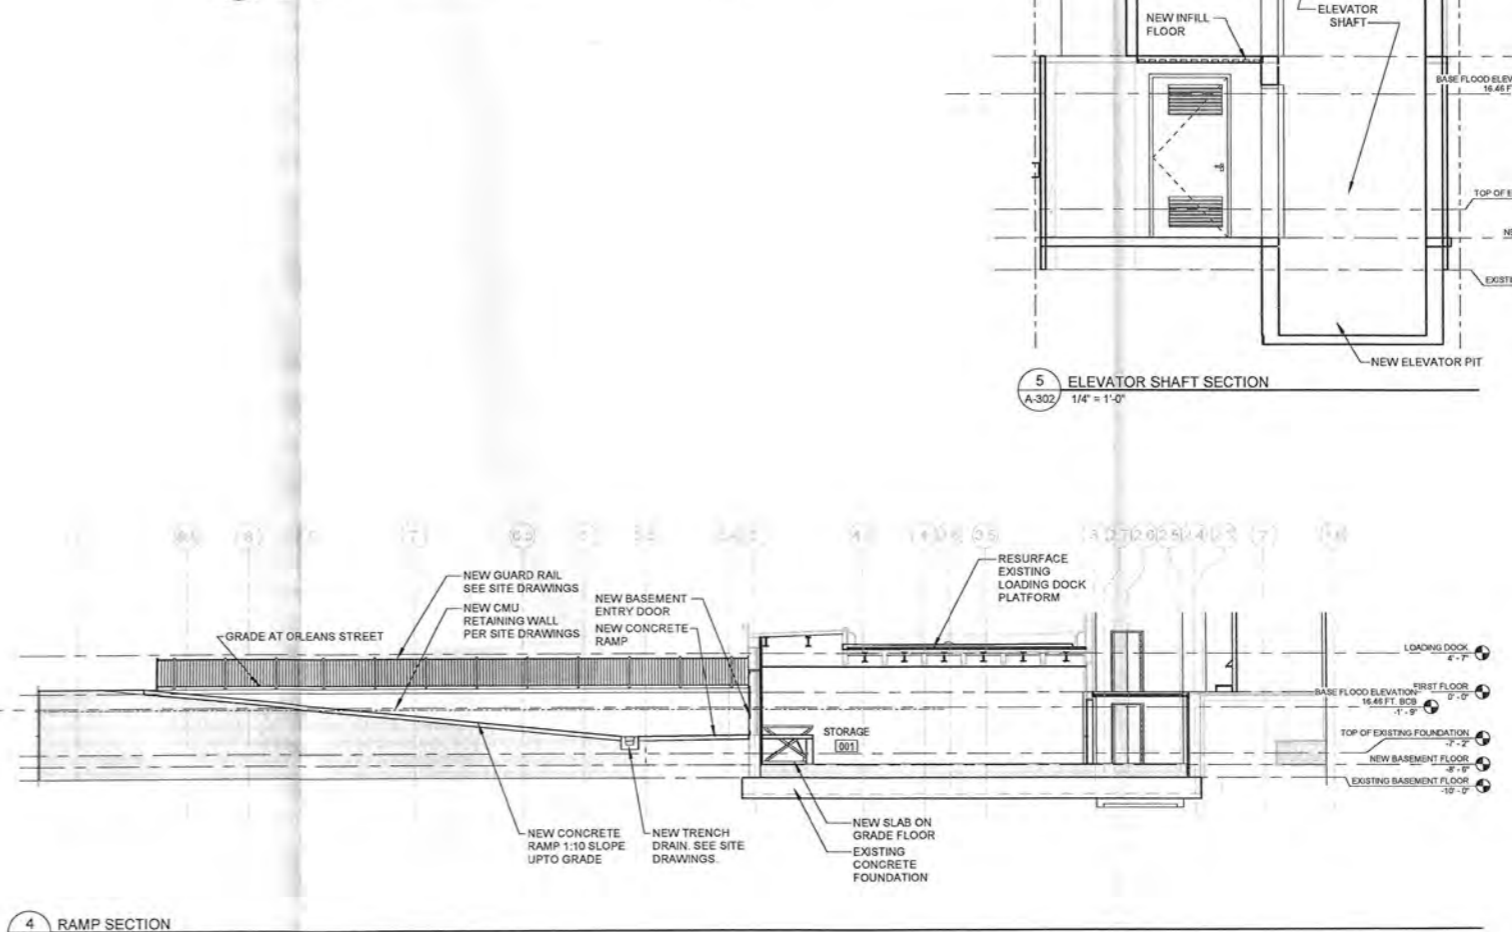 NEW INFILL
FLOOR
ELEVATOR
SHAFT
BASE FLOOD ELEV
16.46 F
TOP OF E
NE
EXISTI
NEW ELEVATOR PIT
5
A-302
ELEVATOR SHAFT SECTION
1/4" = 1'-0"
RESURFACE
EXISTING
LOADING DOCK
PLATFORM
NEW GUARD RAIL
SEE SITE DRAWINGS
NEW CMU
RETAINING WALL
PER SITE DRAWINGS
NEW BASEMENT
ENTRY DOOR
NEW CONCRETE
RAMP
GRADE AT ORLEANS STREET
LOADING DOCK
4' - 7"
FIRST FLOOR
0' - 0"
BASE FLOOD ELEVATION
16.46 FT. BCB
-1' - 9"
TOP OF EXISTING FOUNDATION
-7' - 2"
NEW BASEMENT FLOOR
EXISTING BASEMENT FLOOR
-10' - 0"
STORAGE
001
NEW CONCRETE
RAMP 1:10 SLOPE
UPTO GRADE
NEW TRENCH
DRAIN. SEE SITE
DRAWINGS.
NEW SLAB ON
GRADE FLOOR
EXISTING
CONCRETE
FOUNDATION
4
RAMP SECTION